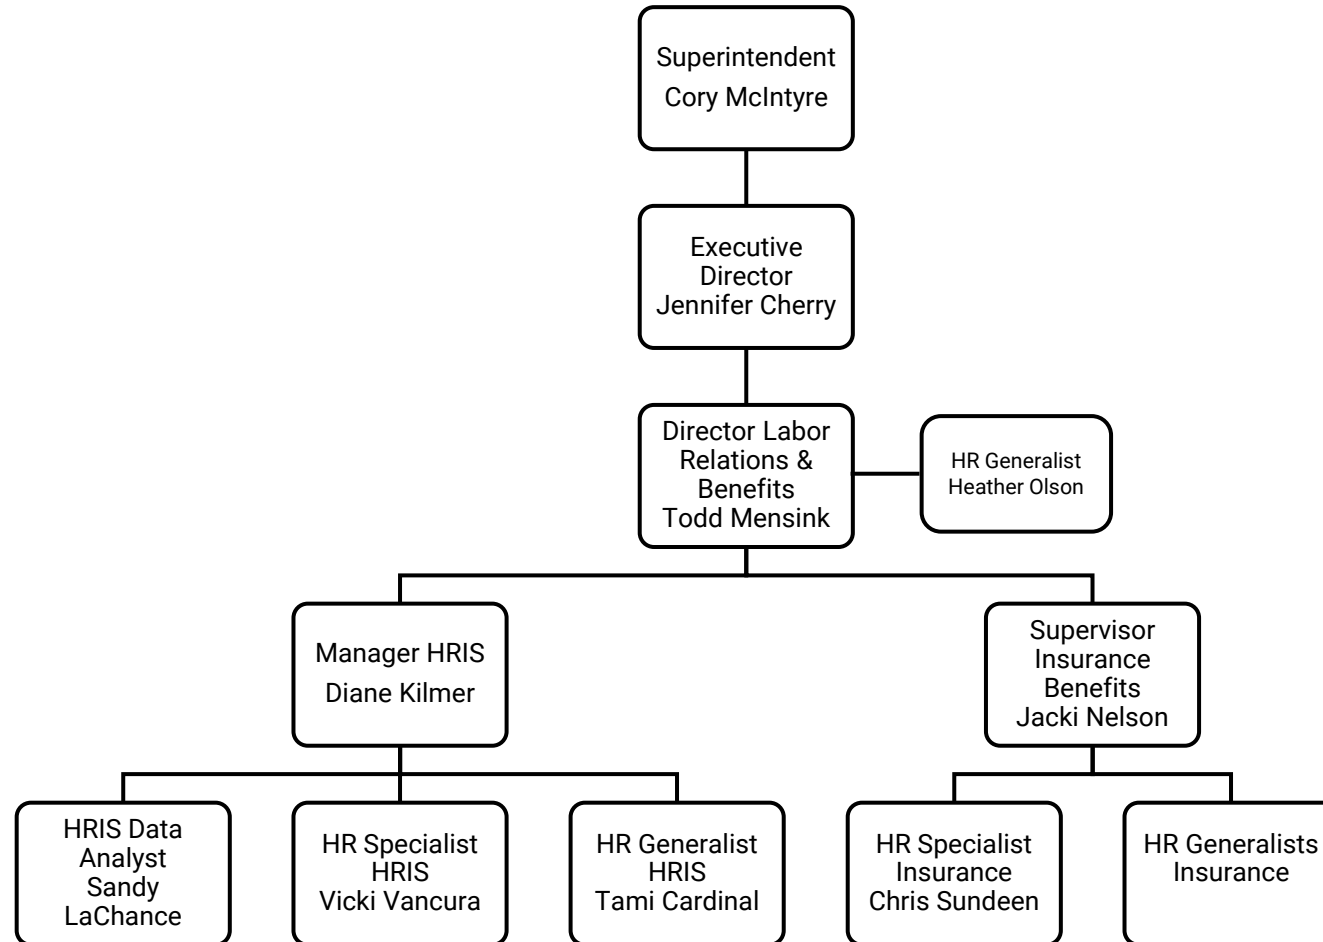 Superintendent
Cory McIntyre
Executive
Director
Jennifer Cherry
Director Labor
Relations &
Benefits
Todd Mensink
HR Generalist
Heather Olson
Manager HRIS
Diane Kilmer
Supervisor
Insurance
Benefits
Jacki Nelson
HRIS Data
Analyst
Sandy
LaChance
HR Specialist
HRIS
Vicki Vancura
HR Generalist
HRIS
Tami Cardinal
HR Specialist
Insurance
Chris Sundeen
HR Generalists
Insurance